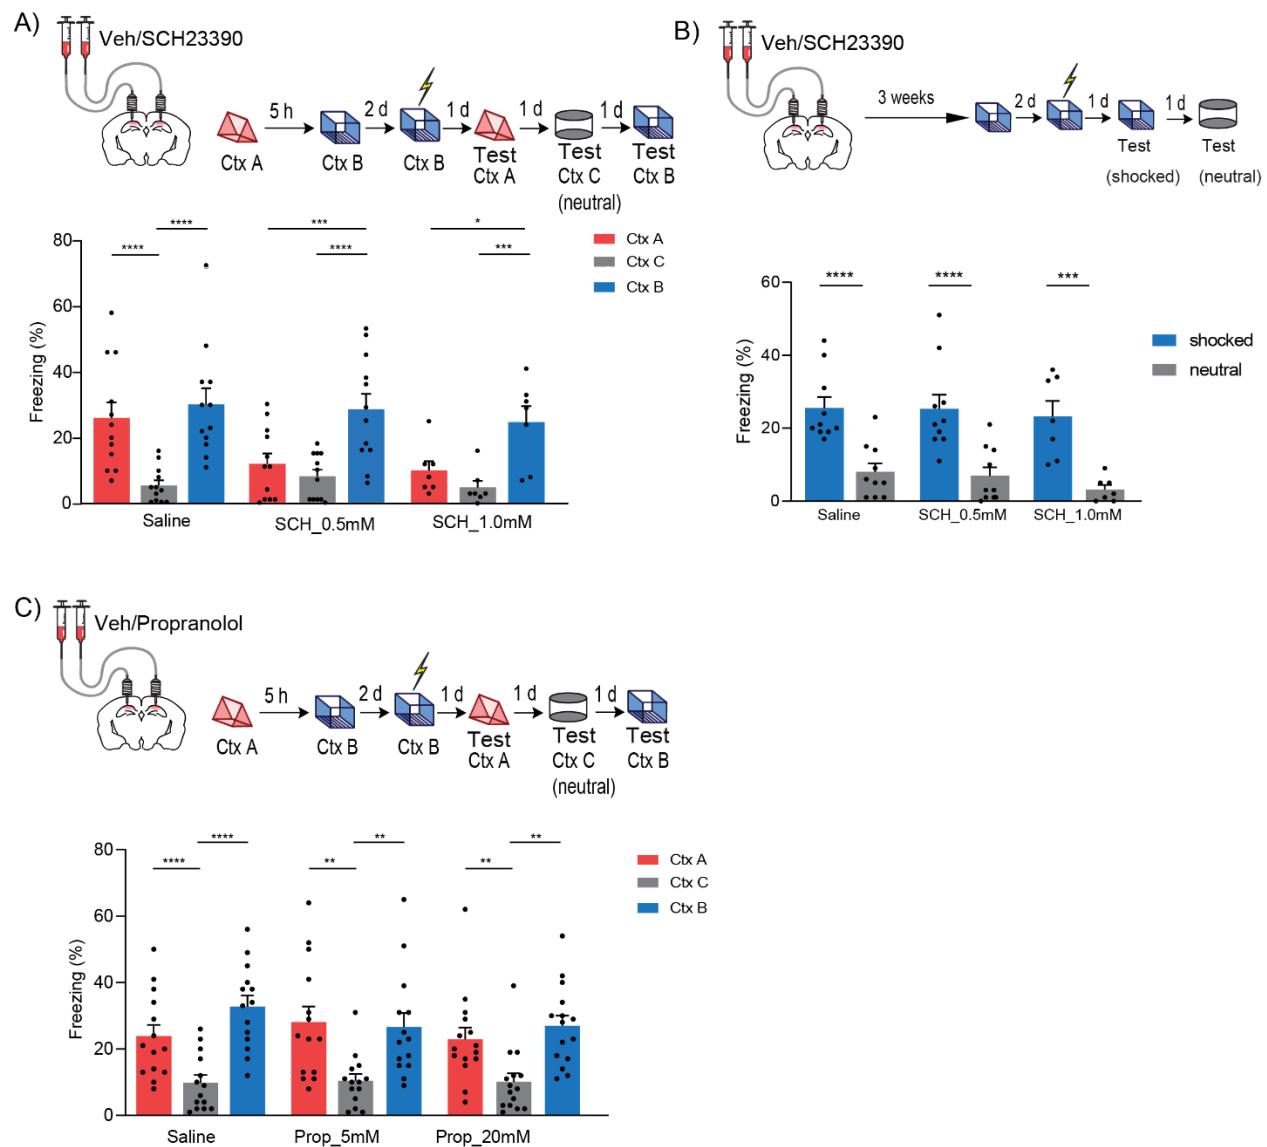 A)
Veh/SCH23390
5 h
2 d
1 d
1 d
1 d
Ctx A
Ctx B
Ctx B
Test
Ctx A
Test
Ctx C
(neutral)
Test
Ctx B
****
****
***
****
*
***
Freezing (%)
80
60
40
20
0
Saline
SCH_0.5mM
SCH_1.0mM
Ctx A
Ctx C
Ctx B
B)
Veh/SCH23390
3 weeks
2 d
1 d
1 d
Test
(shocked)
Test
(neutral)
****
****
***
Freezing (%)
60
40
20
0
Saline
SCH_0.5mM
SCH_1.0mM
shocked
neutral
C)
Veh/Propranolol
5 h
2 d
1 d
1 d
1 d
Ctx A
Ctx B
Ctx B
Test
Ctx A
Test
Ctx C
(neutral)
Test
Ctx B
****
****
**
**
**
**
Freezing (%)
80
60
40
20
0
Saline
Prop_5mM
Prop_20mM
Ctx A
Ctx C
Ctx B